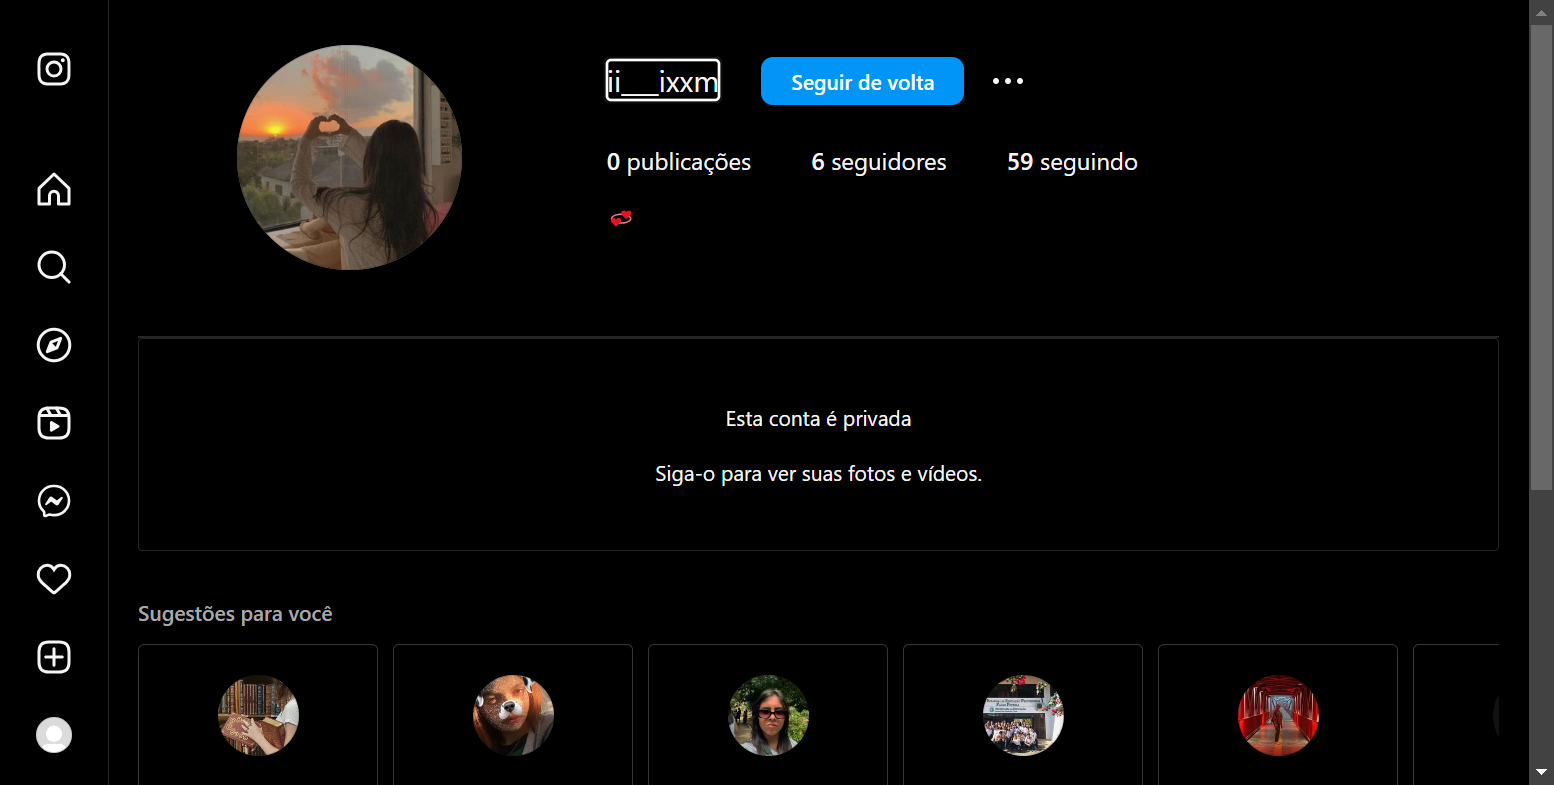 ii___ixxm
Seguir de volta
0 publicações 6 seguidores 59 seguindo
Esta conta é privada
Siga-o para ver suas fotos e vídeos.
Sugestões para você